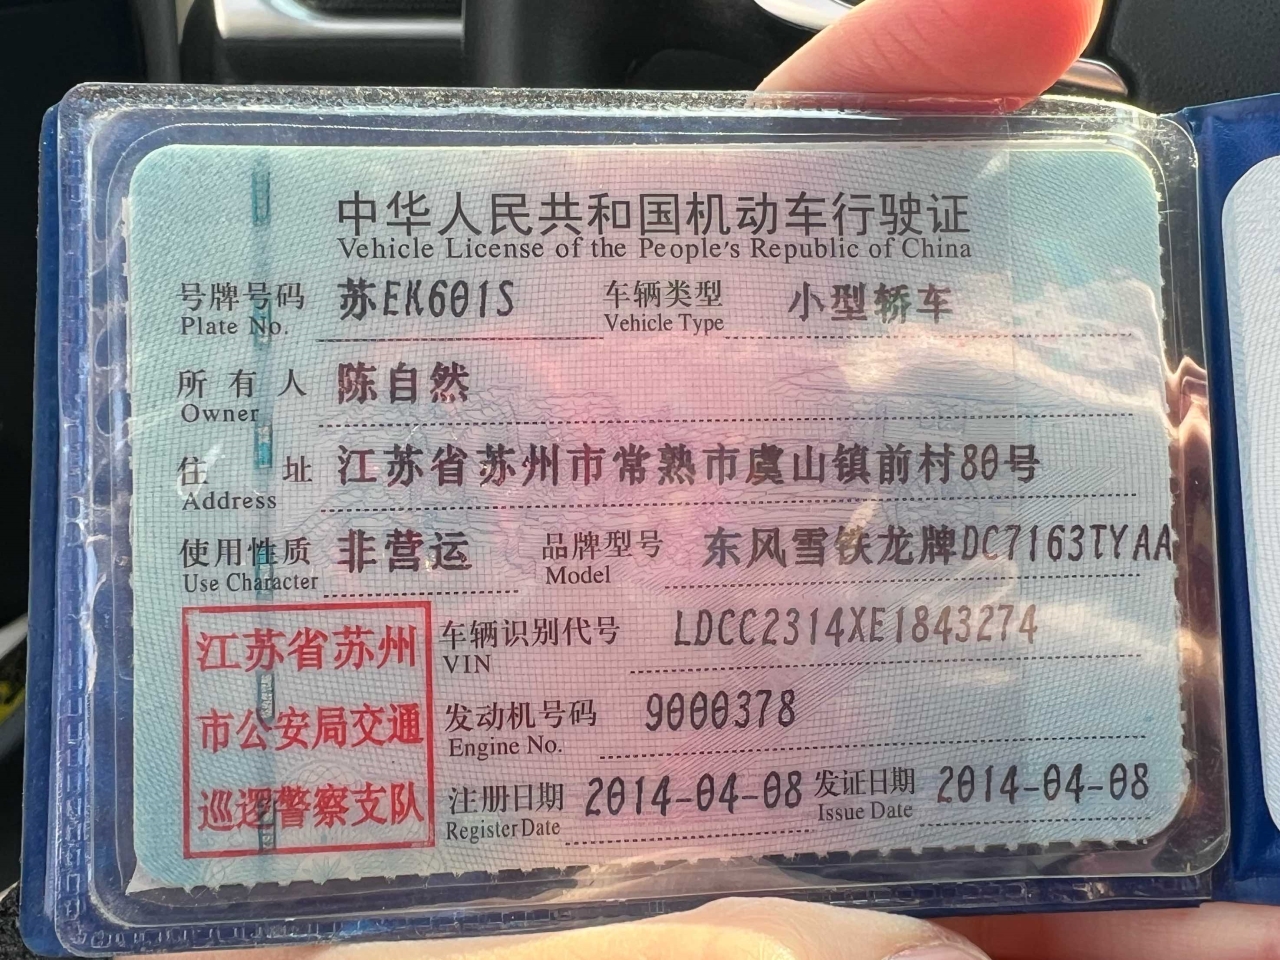 中华人民共和国机动车行驶证
Vehicle License of the People's Republic of China
号牌号码 苏EK601S 车辆类型 小型轿车
Plate No. Vehicle Type
所有人 陈自然
Owner
住址 江苏省苏州市常熟市虞山镇前村80号
Address
使用性质 非营运 品牌型号 东风雪铁龙牌DC7163TYAA
Use Character Model
江苏省苏州
市公安局交通
巡逻警察支队
车辆识别代号 LDCC2314XE1843274
VIN
发动机号码 9000378
Engine No.
注册日期 2014-04-08 发证日期 2014-04-08
Register Date Issue Date